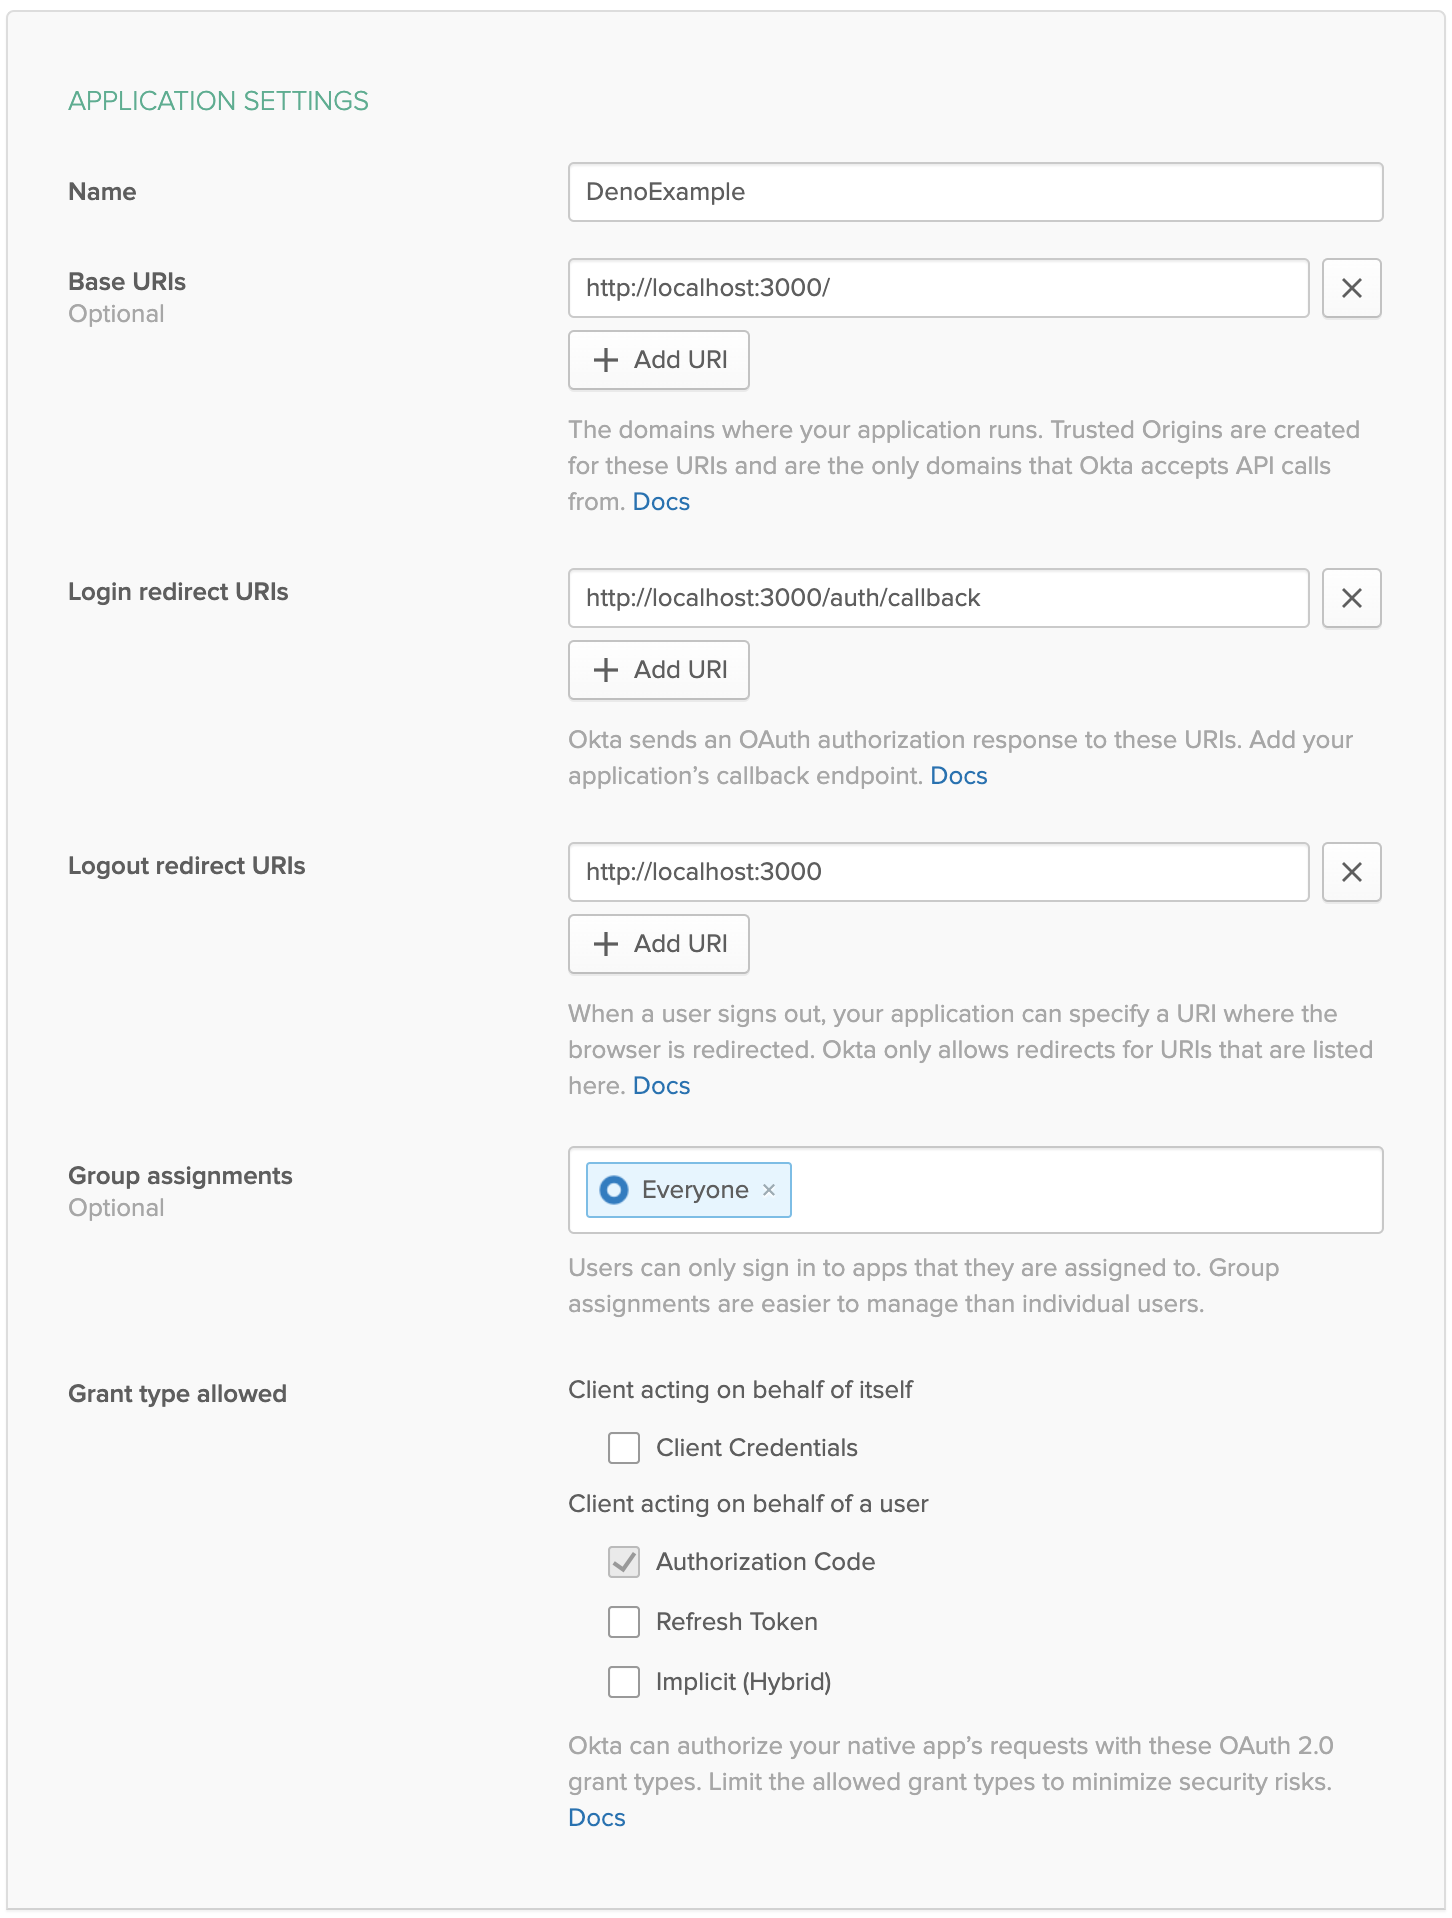 APPLICATION SETTINGS
Name
DenoExample
Base URIs
Optional
http://localhost:3000/
Add URI
The domains where your application runs. Trusted Origins are created
for these URIs and are the only domains that Okta accepts API calls
from. Docs
Login redirect URIs
http://localhost:3000/auth/callback
Add URI
Okta sends an OAuth authorization response to these URIs. Add your
application’s callback endpoint. Docs
Logout redirect URIs
http://localhost:3000
Add URI
When a user signs out, your application can specify a URI where the
browser is redirected. Okta only allows redirects for URIs that are listed
here. Docs
Group assignments
Optional
Everyone
Users can only sign in to apps that they are assigned to. Group
assignments are easier to manage than individual users.
Grant type allowed
Client acting on behalf of itself
Client Credentials
Client acting on behalf of a user
Authorization Code
Refresh Token
Implicit (Hybrid)
Okta can authorize your native app’s requests with these OAuth 2.0
grant types. Limit the allowed grant types to minimize security risks.
Docs